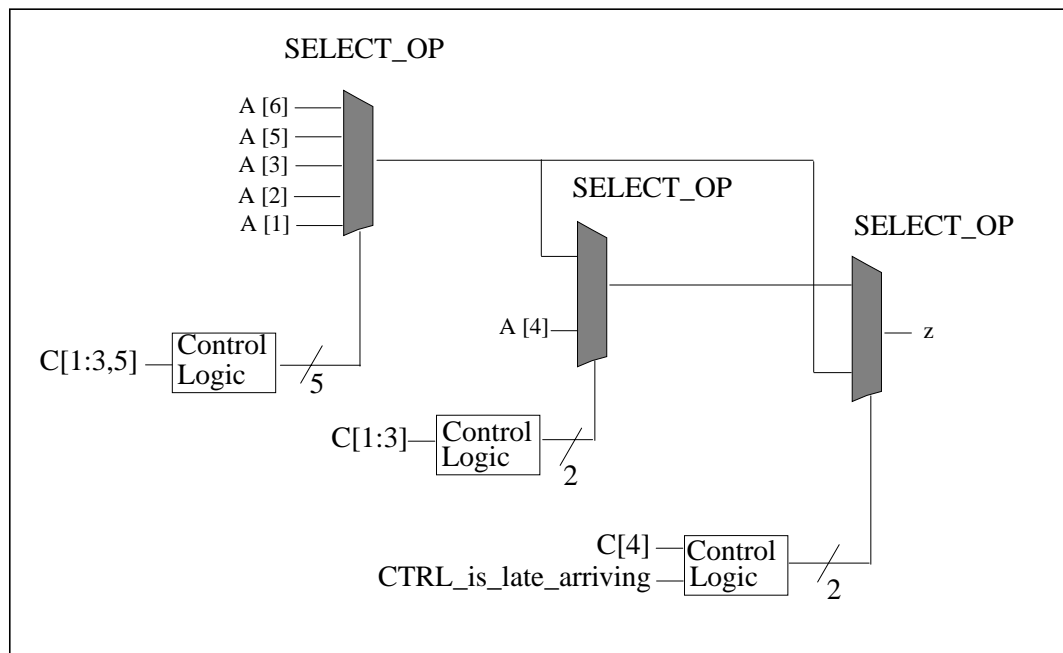 SELECT_OP
A [6]
A [5]
A [3]
A [2]
A [1]
SELECT_OP
SELECT_OP
A [4]
z
C[1:3,5]
Control
Logic
5
C[1:3]
Control
Logic
2
C[4]
CTRL_is_late_arriving
Control
Logic
2